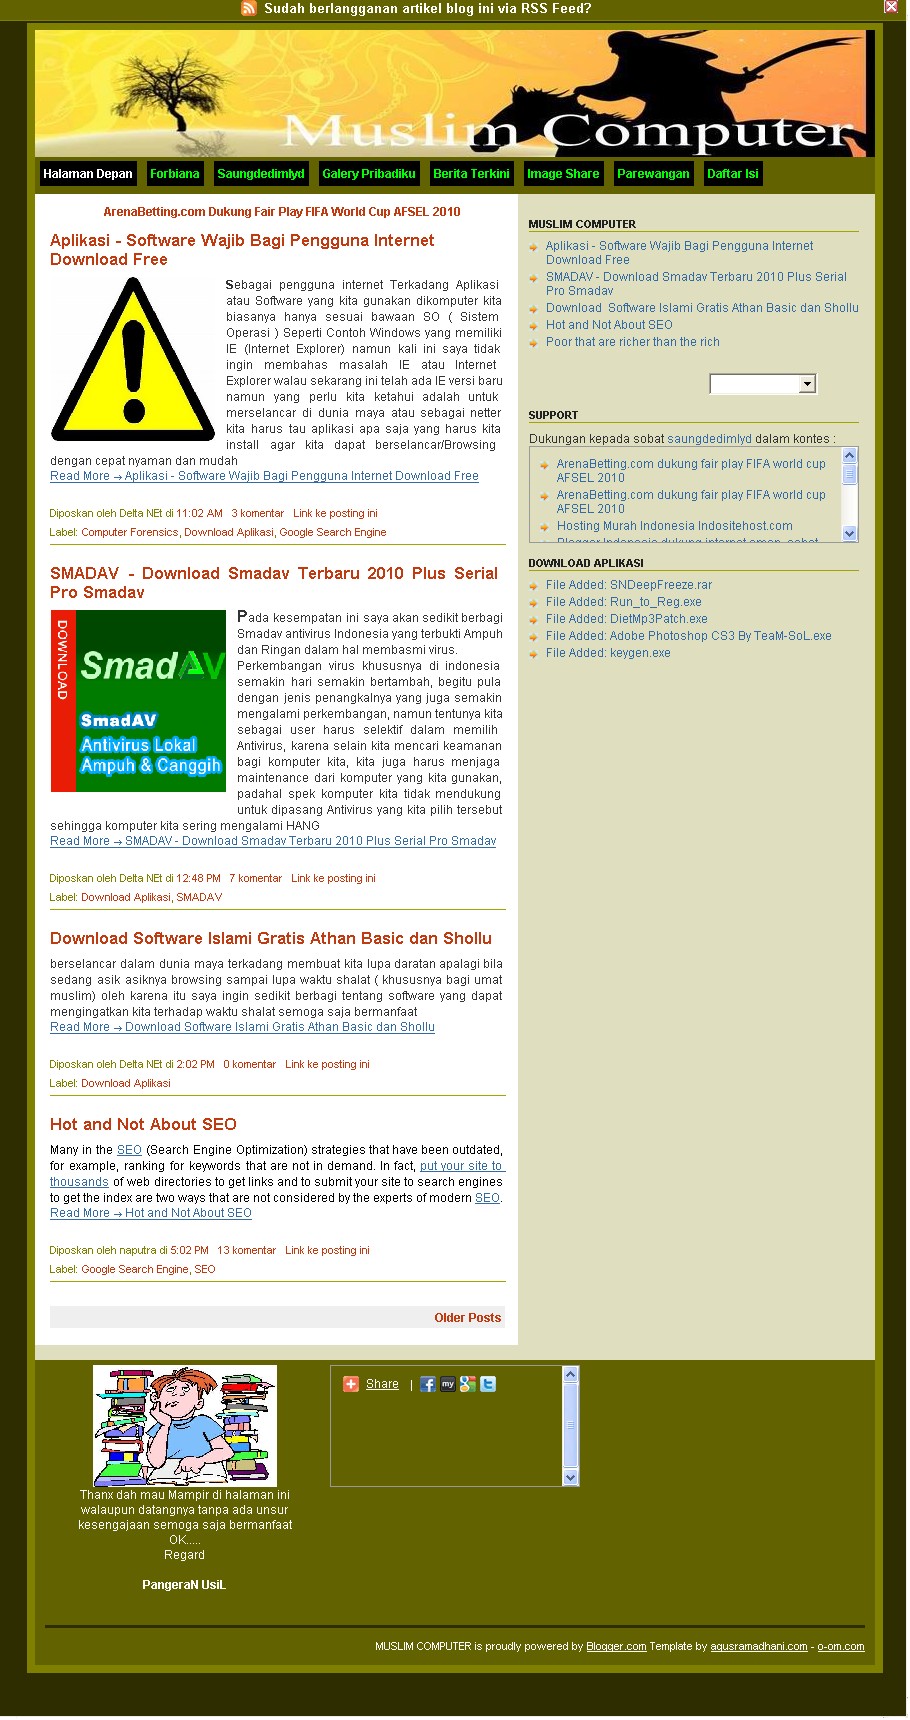 Sudah berlangganan artikel blog ini via RSS Feed?
Muslim Computer
Halaman Depan Forbiana Saungdedimlyd Galery Pribadiku Berita Terkini Image Share Parewangan Daftar Isi
ArenaBetting.com Dukung Fair Play FIFA World Cup AFSEL 2010
Aplikasi - Software Wajib Bagi Pengguna Internet
Download Free
Sebagai pengguna internet Terkadang Aplikasi
atau Software yang kita gunakan dikomputer kita
biasanya hanya sesuai bawaan SO ( Sistem
Operasi ) Seperti Contoh Windows yang memiliki
IE (Internet Explorer) namun kali ini saya tidak
ingin membahas masalah IE atau Internet
Explorer walau sekarang ini telah ada IE versi baru
namun yang perlu kita ketahui adalah untuk
merselancar di dunia maya atau sebagai netter
kita harus tau aplikasi apa saja yang harus kita
install agar kita dapat berselancar/Browsing
dengan cepat nyaman dan mudah
Read More → Aplikasi - Software Wajib Bagi Pengguna Internet Download Free
Diposkan oleh Delta NEt di 11:02 AM 3 komentar Link ke posting ini
Label: Computer Forensics, Download Aplikasi, Google Search Engine
SMADAV - Download Smadav Terbaru 2010 Plus Serial
Pro Smadav
DOWNLOAD
SmadAV
SmadAV
Antivirus Lokal
Ampuh & Canggih
Pada kesempatan ini saya akan sedikit berbagi
Smadav antivirus Indonesia yang terbukti Ampuh
dan Ringan dalam hal membasmi virus.
Perkembangan virus khususnya di indonesia
semakin hari semakin bertambah, begitu pula
dengan jenis penangkalnya yang juga semakin
mengalami perkembangan, namun tentunya kita
sebagai user harus selektif dalam memilih
Antivirus, karena selain kita mencari keamanan
bagi komputer kita, kita juga harus menjaga
maintenance dari komputer yang kita gunakan,
padahal spek komputer kita tidak mendukung
untuk dipasang Antivirus yang kita pilih tersebut
sehingga komputer kita sering mengalami HANG
Read More → SMADAV - Download Smadav Terbaru 2010 Plus Serial Pro Smadav
Diposkan oleh Delta NEt di 12:48 PM 7 komentar Link ke posting ini
Label: Download Aplikasi, SMADAV
Download Software Islami Gratis Athan Basic dan Shollu
berselancar dalam dunia maya terkadang membuat kita lupa daratan apalagi bila
sedang asik asiknya browsing sampai lupa waktu shalat ( khususnya bagi umat
muslim) oleh karena itu saya ingin sedikit berbagi tentang software yang dapat
mengingatkan kita terhadap waktu shalat semoga saja bermanfaat
Read More → Download Software Islami Gratis Athan Basic dan Shollu
Diposkan oleh Delta NEt di 2:02 PM 0 komentar Link ke posting ini
Label: Download Aplikasi
Hot and Not About SEO
Many in the SEO (Search Engine Optimization) strategies that have been outdated,
for example, ranking for keywords that are not in demand. In fact, put your site to
thousands of web directories to get links and to submit your site to search engines
to get the index are two ways that are not considered by the experts of modern SEO.
Read More → Hot and Not About SEO
Diposkan oleh naputra di 5:02 PM 13 komentar Link ke posting ini
Label: Google Search Engine, SEO
Older Posts
MUSLIM COMPUTER
Aplikasi - Software Wajib Bagi Pengguna Internet
Download Free
SMADAV - Download Smadav Terbaru 2010 Plus Serial
Pro Smadav
Download Software Islami Gratis Athan Basic dan Shollu
Hot and Not About SEO
Poor that are richer than the rich
SUPPORT
Dukungan kepada sobat saungdedimlyd dalam kontes :
ArenaBetting.com dukung fair play FIFA world cup
AFSEL 2010
ArenaBetting.com dukung fair play FIFA world cup
AFSEL 2010
Hosting Murah Indonesia Indositehost.com
Blogger Indonesia dukung internet aman, sehat
DOWNLOAD APLIKASI
File Added: SNDeepFreeze.rar
File Added: Run_to_Reg.exe
File Added: DietMp3Patch.exe
File Added: Adobe Photoshop CS3 By TeaM-SoL.exe
File Added: keygen.exe
Thanx dah mau Mampir di halaman ini
walaupun datangnya tanpa ada unsur
kesengajaan semoga saja bermanfaat
OK.....
Regard
PangeraN UsiL
Share | my
MUSLIM COMPUTER is proudly powered by Blogger.com Template by agusramadhani.com - o-om.com